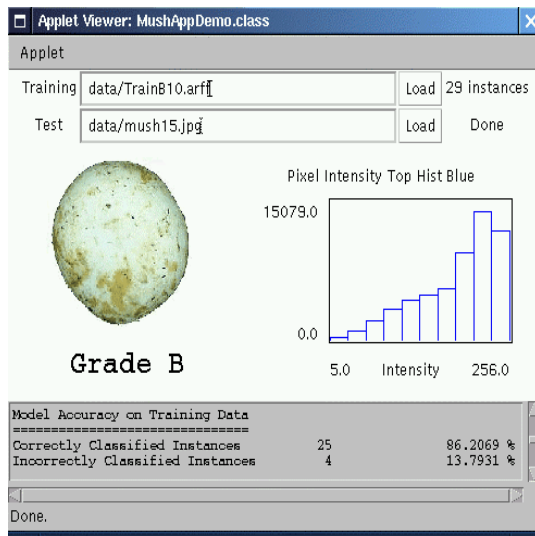 Applet Viewer: MushAppDemo.class
Applet
Training data/TrainB10.arff Load 29 instances
Test data/mush15.jpg Load Done
Pixel Intensity Top Hist Blue
15079.0
0.0
5.0 Intensity 256.0
Grade B
Model Accuracy on Training Data
===============================
Correctly Classified Instances 25 86.2069 %
Incorrectly Classified Instances 4 13.7931 %
Done.